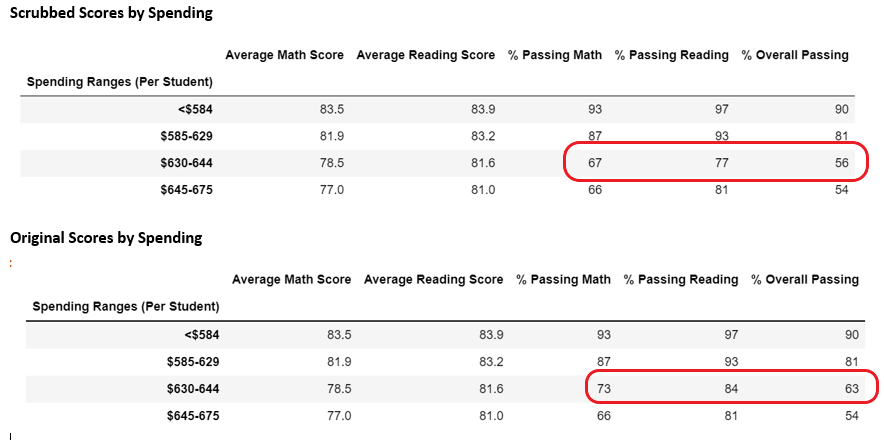 Scrubbed Scores by Spending
Average Math Score Average Reading Score % Passing Math % Passing Reading % Overall Passing
Spending Ranges (Per Student)
<$584 83.5 83.9 93 97 90
$585-629 81.9 83.2 87 93 81
$630-644 78.5 81.6 67 77 56
$645-675 77.0 81.0 66 81 54
Original Scores by Spending
:
Average Math Score Average Reading Score % Passing Math % Passing Reading % Overall Passing
Spending Ranges (Per Student)
<$584 83.5 83.9 93 97 90
$585-629 81.9 83.2 87 93 81
$630-644 78.5 81.6 73 84 63
$645-675 77.0 81.0 66 81 54